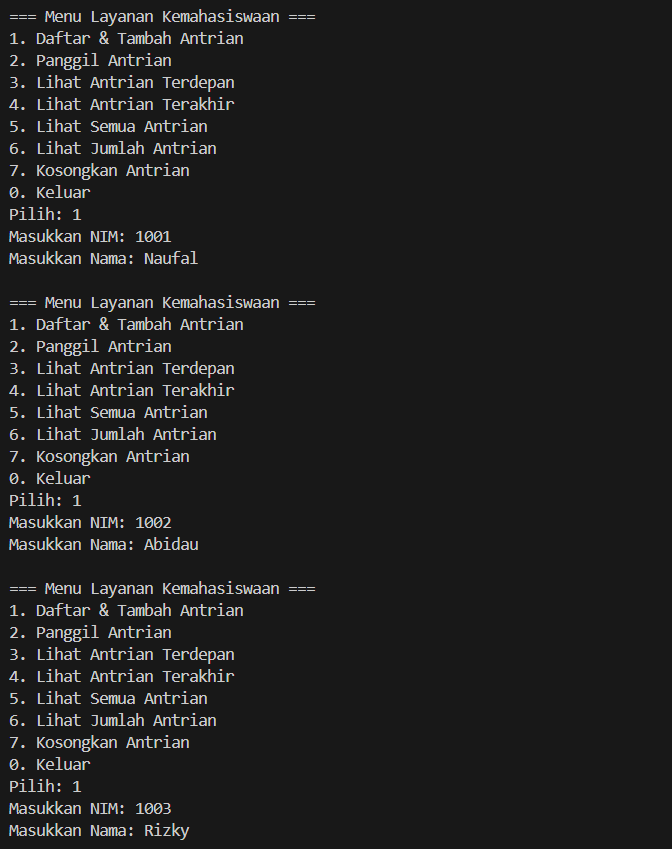 === Menu Layanan Kemahasiswaan ===
1. Daftar & Tambah Antrian
2. Panggil Antrian
3. Lihat Antrian Terdepan
4. Lihat Antrian Terakhir
5. Lihat Semua Antrian
6. Lihat Jumlah Antrian
7. Kosongkan Antrian
0. Keluar
Pilih: 1
Masukkan NIM: 1001
Masukkan Nama: Naufal

=== Menu Layanan Kemahasiswaan ===
1. Daftar & Tambah Antrian
2. Panggil Antrian
3. Lihat Antrian Terdepan
4. Lihat Antrian Terakhir
5. Lihat Semua Antrian
6. Lihat Jumlah Antrian
7. Kosongkan Antrian
0. Keluar
Pilih: 1
Masukkan NIM: 1002
Masukkan Nama: Abidau

=== Menu Layanan Kemahasiswaan ===
1. Daftar & Tambah Antrian
2. Panggil Antrian
3. Lihat Antrian Terdepan
4. Lihat Antrian Terakhir
5. Lihat Semua Antrian
6. Lihat Jumlah Antrian
7. Kosongkan Antrian
0. Keluar
Pilih: 1
Masukkan NIM: 1003
Masukkan Nama: Rizky